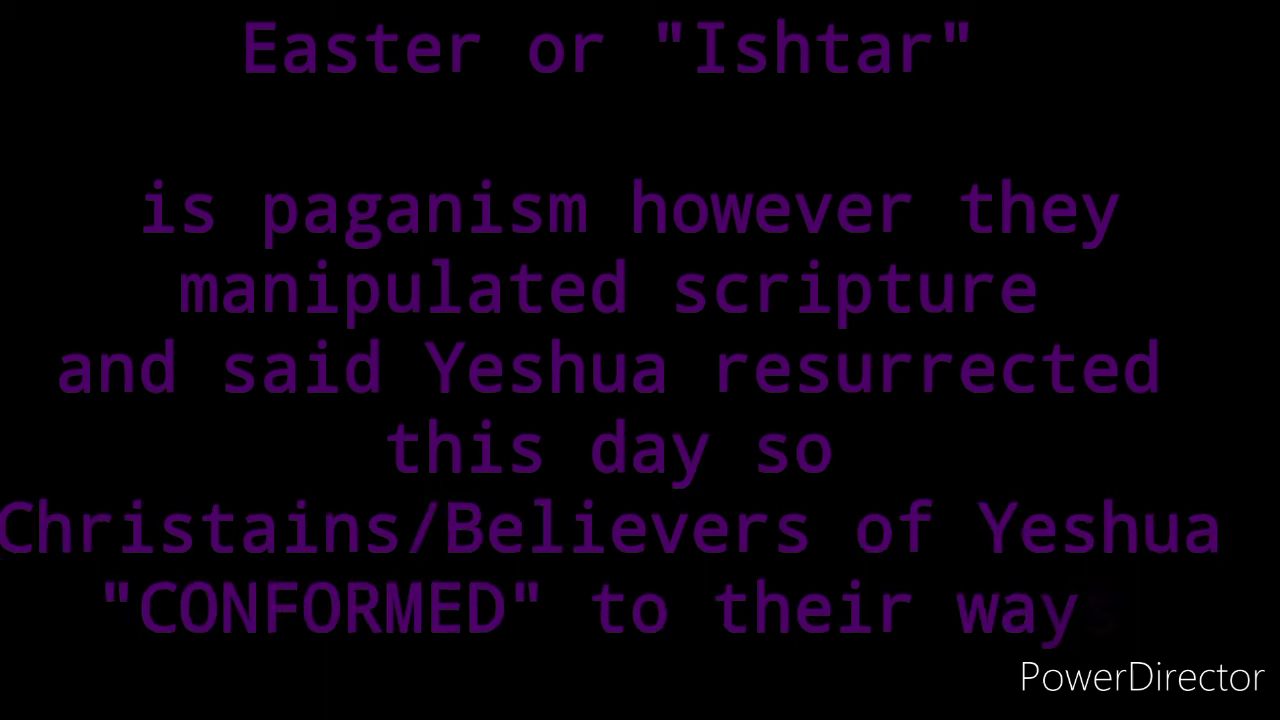 Easter or "Ishtar"
is paganism however they
manipulated scripture
and said Yeshua resurrected
this day so
Christains/Believers of Yeshua
"CONFORMED" to their ways
PowerDirector